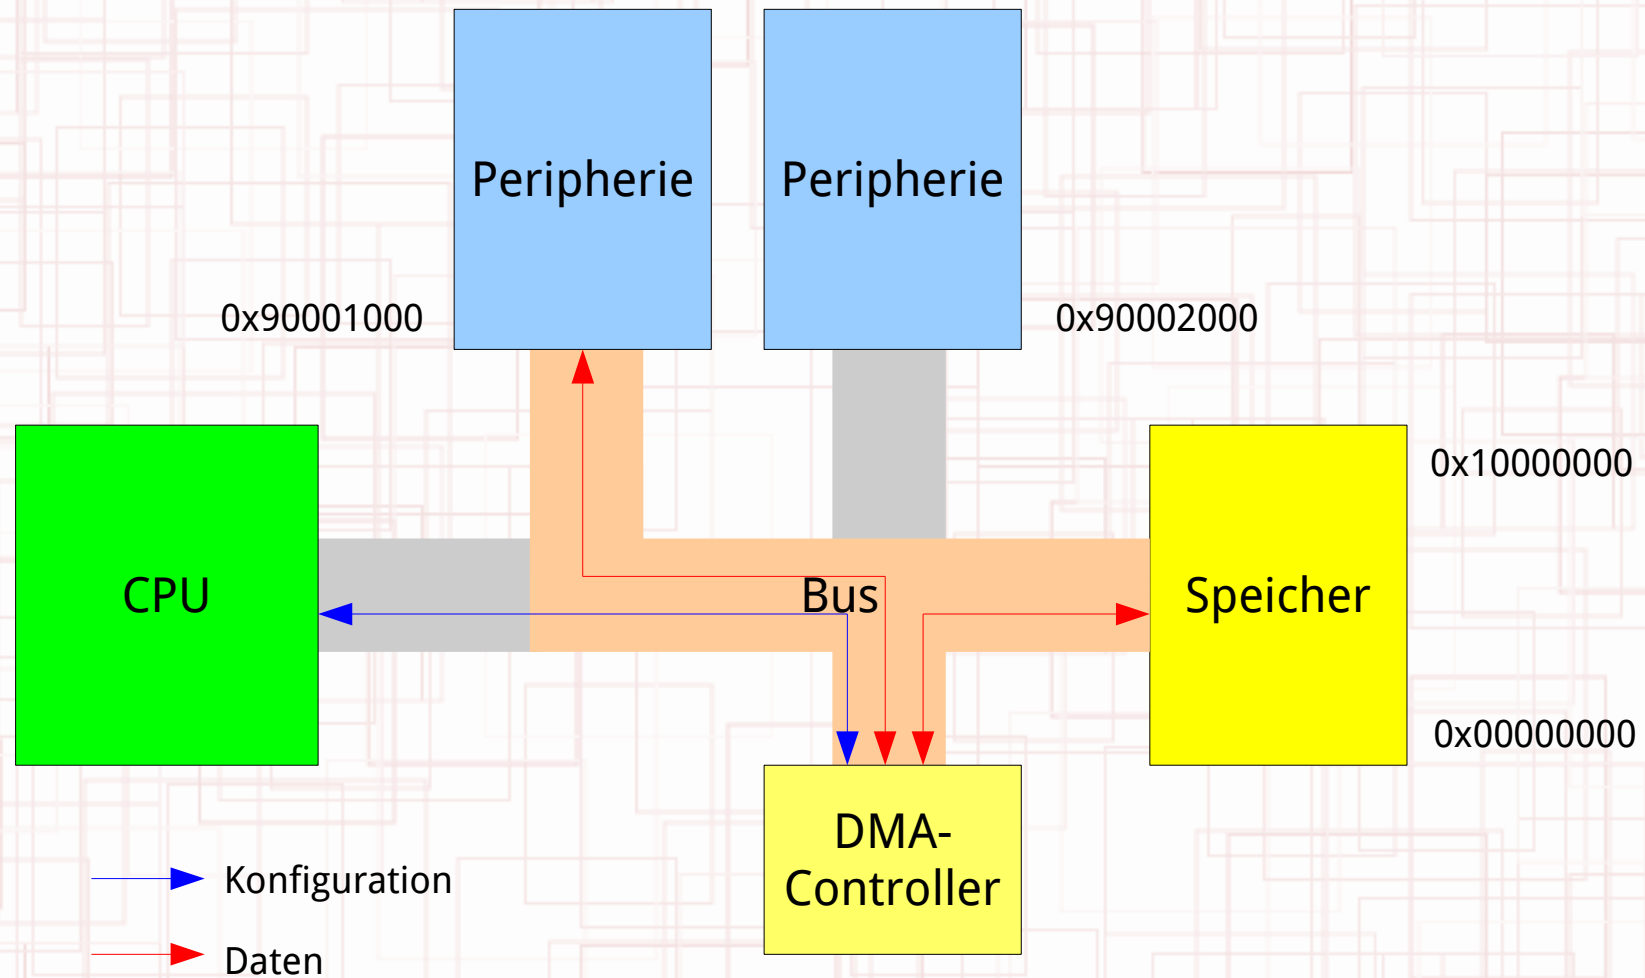 Peripherie
Peripherie
0x90001000
0x90002000
0x10000000
CPU
Bus
Speicher
0x00000000
DMA-
Controller
Konfiguration
Daten